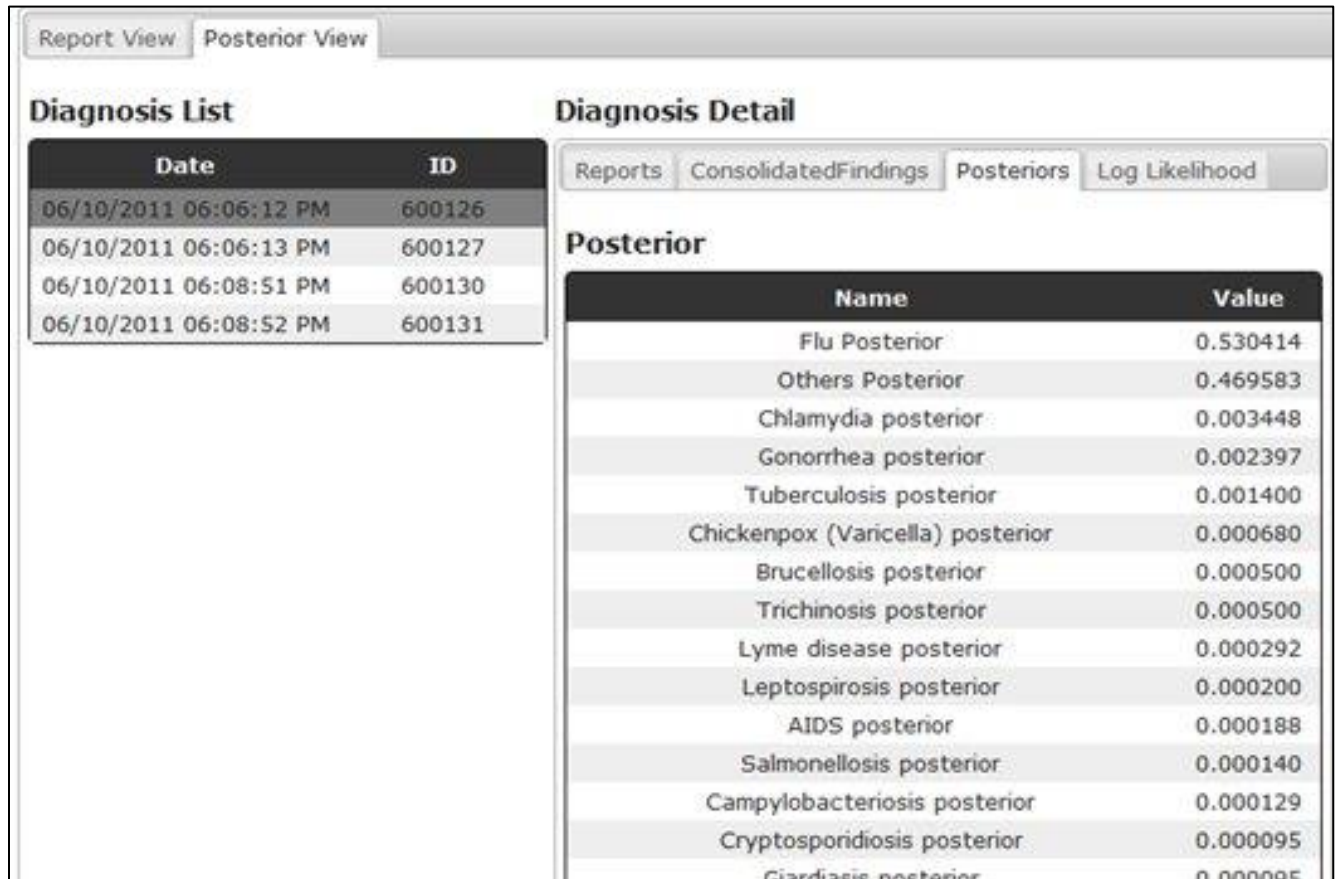 Report View Posterior View
Diagnosis List
Date ID
06/10/2011 06:06:12 PM 600126
06/10/2011 06:06:13 PM 600127
06/10/2011 06:08:51 PM 600130
06/10/2011 06:08:52 PM 600131
Diagnosis Detail
Reports ConsolidatedFindings Posteriors Log Likelihood
Posterior
Name Value
Flu Posterior 0.530414
Others Posterior 0.469583
Chlamydia posterior 0.003448
Gonorrhea posterior 0.002397
Tuberculosis posterior 0.001400
Chickenpox (Varicella) posterior 0.000680
Brucellosis posterior 0.000500
Trichinosis posterior 0.000500
Lyme disease posterior 0.000292
Leptospirosis posterior 0.000200
AIDS posterior 0.000188
Salmonellosis posterior 0.000140
Campylobacteriosis posterior 0.000129
Cryptosporidiosis posterior 0.000095
Giardiasis posterior 0.000095